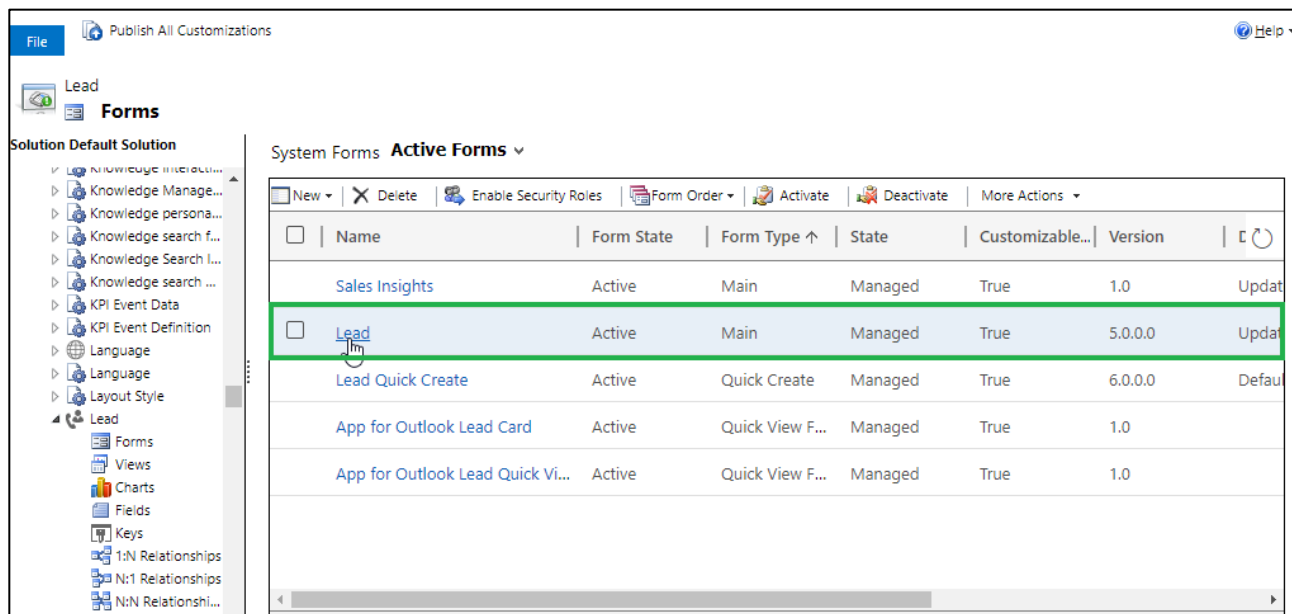 Publish All Customizations
Help
File
Lead
Forms
Solution Default Solution
System Forms Active Forms
Knowledge Interacti...
Knowledge Manage...
Knowledge persona...
Knowledge search f...
Knowledge Search I...
Knowledge search ...
KPI Event Data
KPI Event Definition
Language
Language
Layout Style
Lead
Forms
Views
Charts
Fields
Keys
1:N Relationships
N:1 Relationships
N:N Relationshi...
New Delete Enable Security Roles Form Order Activate Deactivate More Actions
Name Form State Form Type ↑ State Customizable... Version D
Sales Insights Active Main Managed True 1.0 Updat
Lead Active Main Managed True 5.0.0.0 Updat
Lead Quick Create Active Quick Create Managed True 6.0.0.0 Defaul
App for Outlook Lead Card Active Quick View F... Managed True 1.0
App for Outlook Lead Quick Vi... Active Quick View F... Managed True 1.0